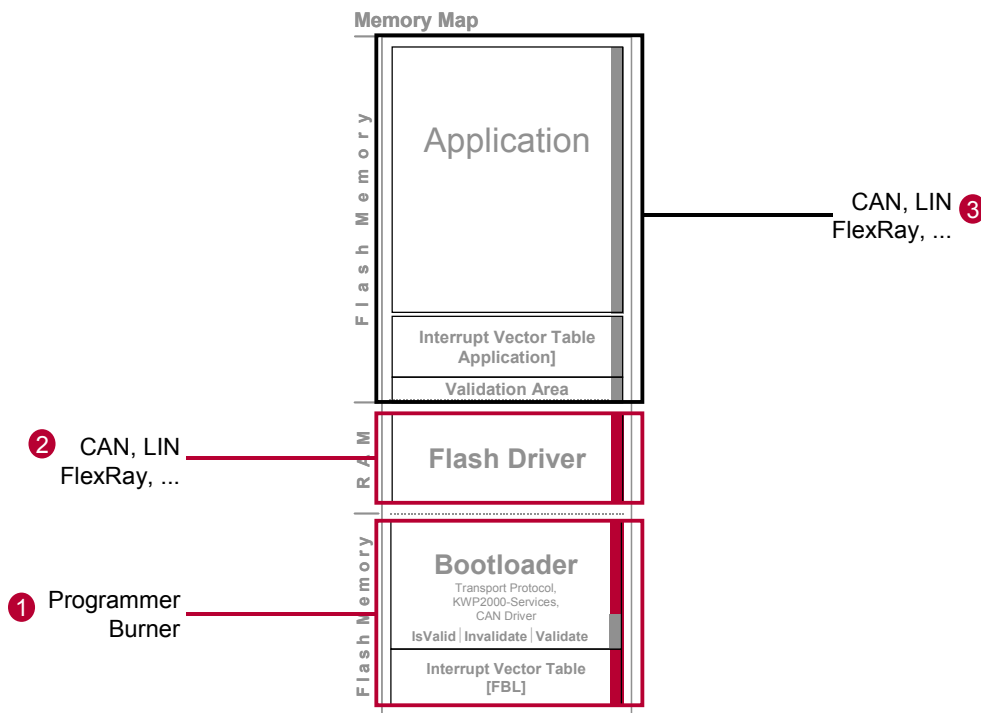 Memory Map
Flash Memory
Application
CAN, LIN
FlexRay, ...
3
Interrupt Vector Table
Application]
Validation Area
RAM
2
CAN, LIN
FlexRay, ...
Flash Driver
Flash Memory
Bootloader
Transport Protocol,
KWP2000-Services,
CAN Driver
IsValid Invalidate Validate
1
Programmer
Burner
Interrupt Vector Table
[FBL]